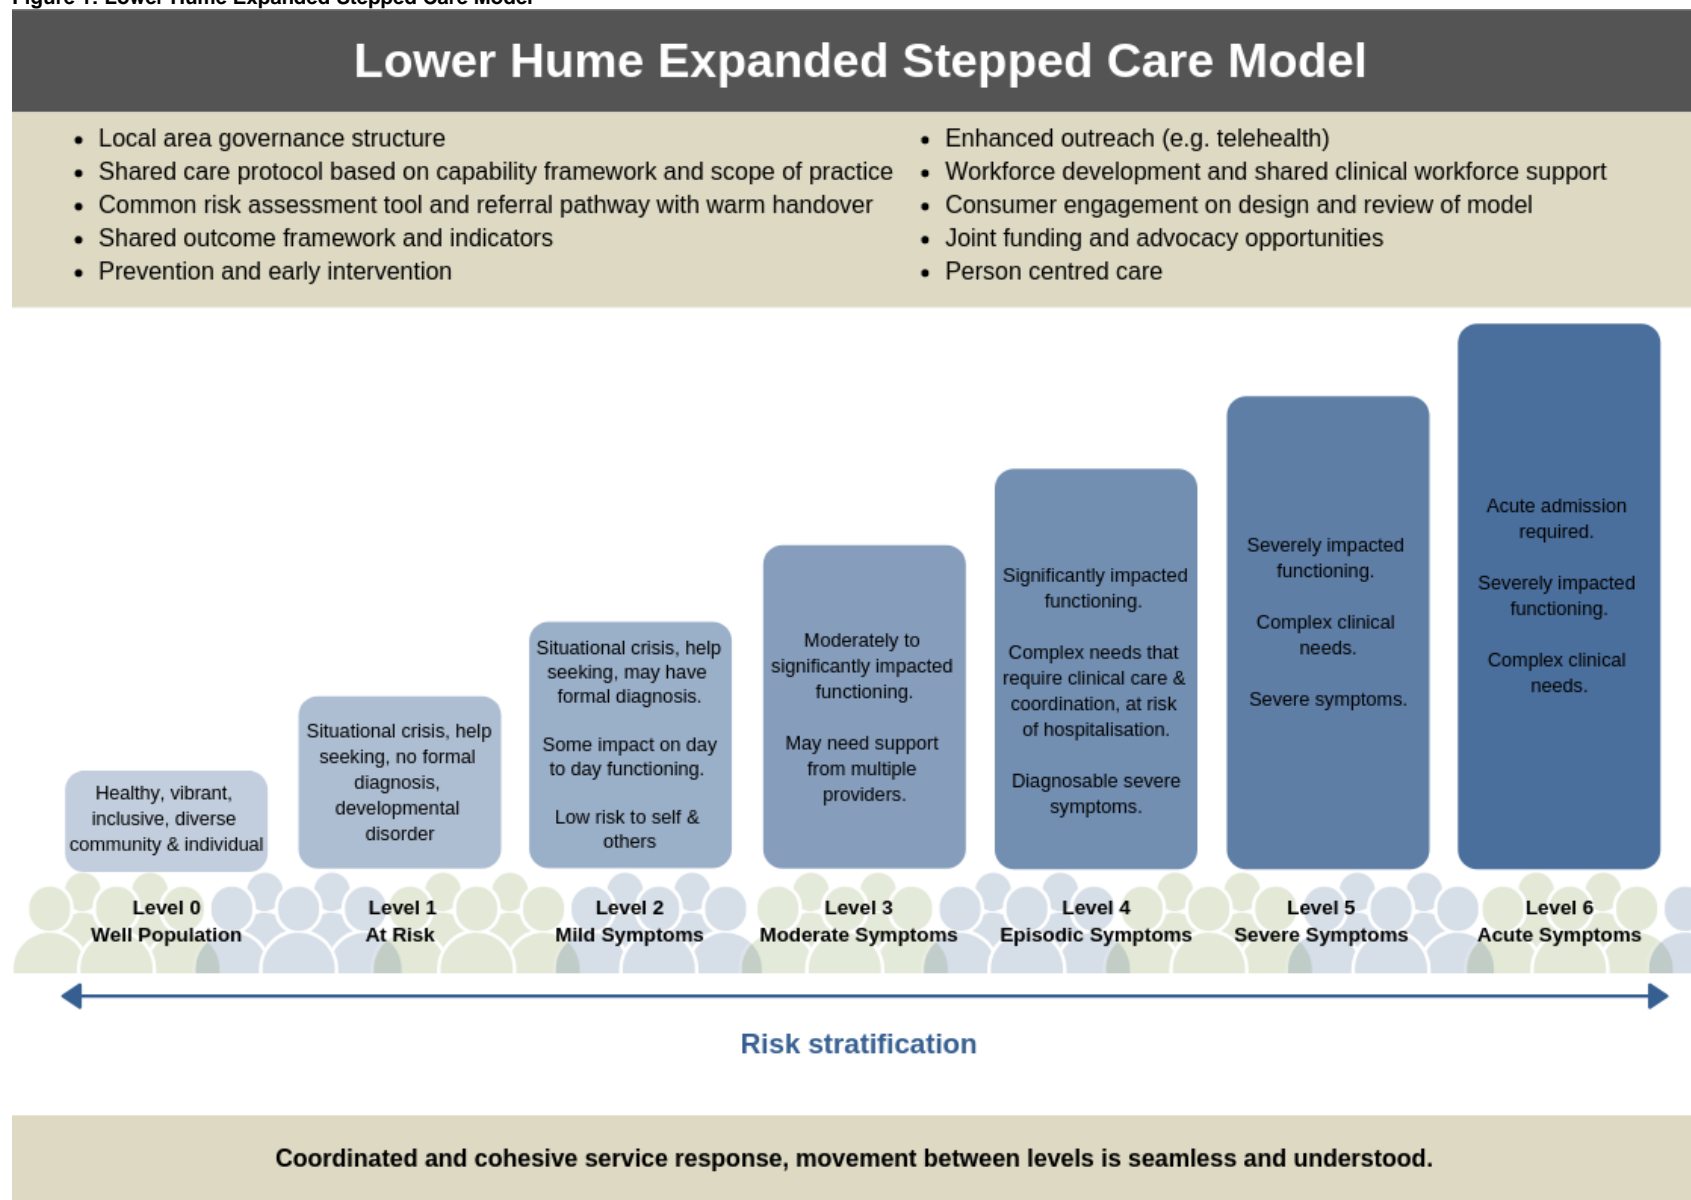 Figure 1: Lower Hume Expanded Stepped Care Model
Lower Hume Expanded Stepped Care Model
• Local area governance structure
• Shared care protocol based on capability framework and scope of practice
• Common risk assessment tool and referral pathway with warm handover
• Shared outcome framework and indicators
• Prevention and early intervention
• Enhanced outreach (e.g. telehealth)
• Workforce development and shared clinical workforce support
• Consumer engagement on design and review of model
• Joint funding and advocacy opportunities
• Person centred care
Healthy, vibrant,
inclusive, diverse
community & individual
Situational crisis, help
seeking, no formal
diagnosis,
developmental
disorder
Situational crisis, help
seeking, may have
formal diagnosis.
Some impact on day
to day functioning.
Low risk to self &
others
Moderately to
significantly impacted
functioning.
May need support
from multiple
providers.
Significantly impacted
functioning.
Complex needs that
require clinical care &
coordination, at risk
of hospitalisation.
Diagnosable severe
symptoms.
Severely impacted
functioning.
Complex clinical
needs.
Severe symptoms.
Acute admission
required.
Severely impacted
functioning.
Complex clinical
needs.
Level 0
Well Population
Level 1
At Risk
Level 2
Mild Symptoms
Level 3
Moderate Symptoms
Level 4
Episodic Symptoms
Level 5
Severe Symptoms
Level 6
Acute Symptoms
Risk stratification
Coordinated and cohesive service response, movement between levels is seamless and understood.